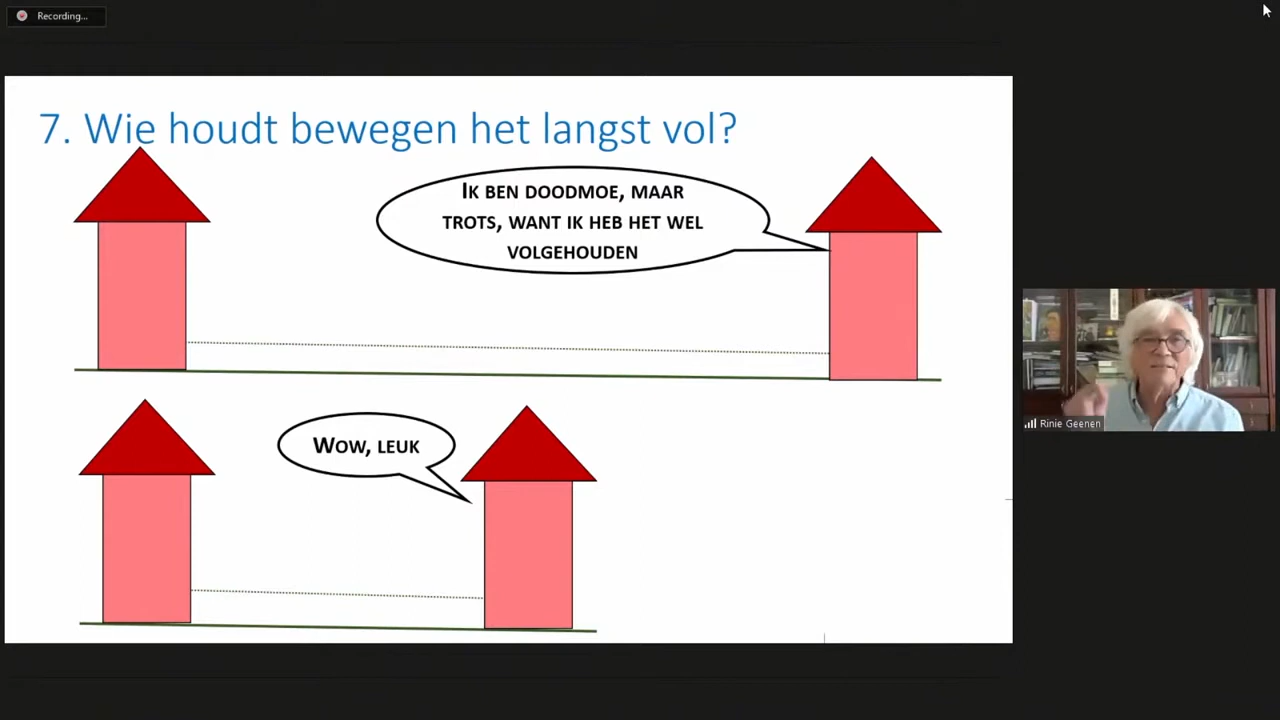 Recording...
7. Wie houdt bewegen het langst vol?
IK BEN DOODMOE, MAAR
TROTS, WANT IK HEB HET WEL
VOLGEHOUDEN
WOW, LEUK
Rinie Geenen